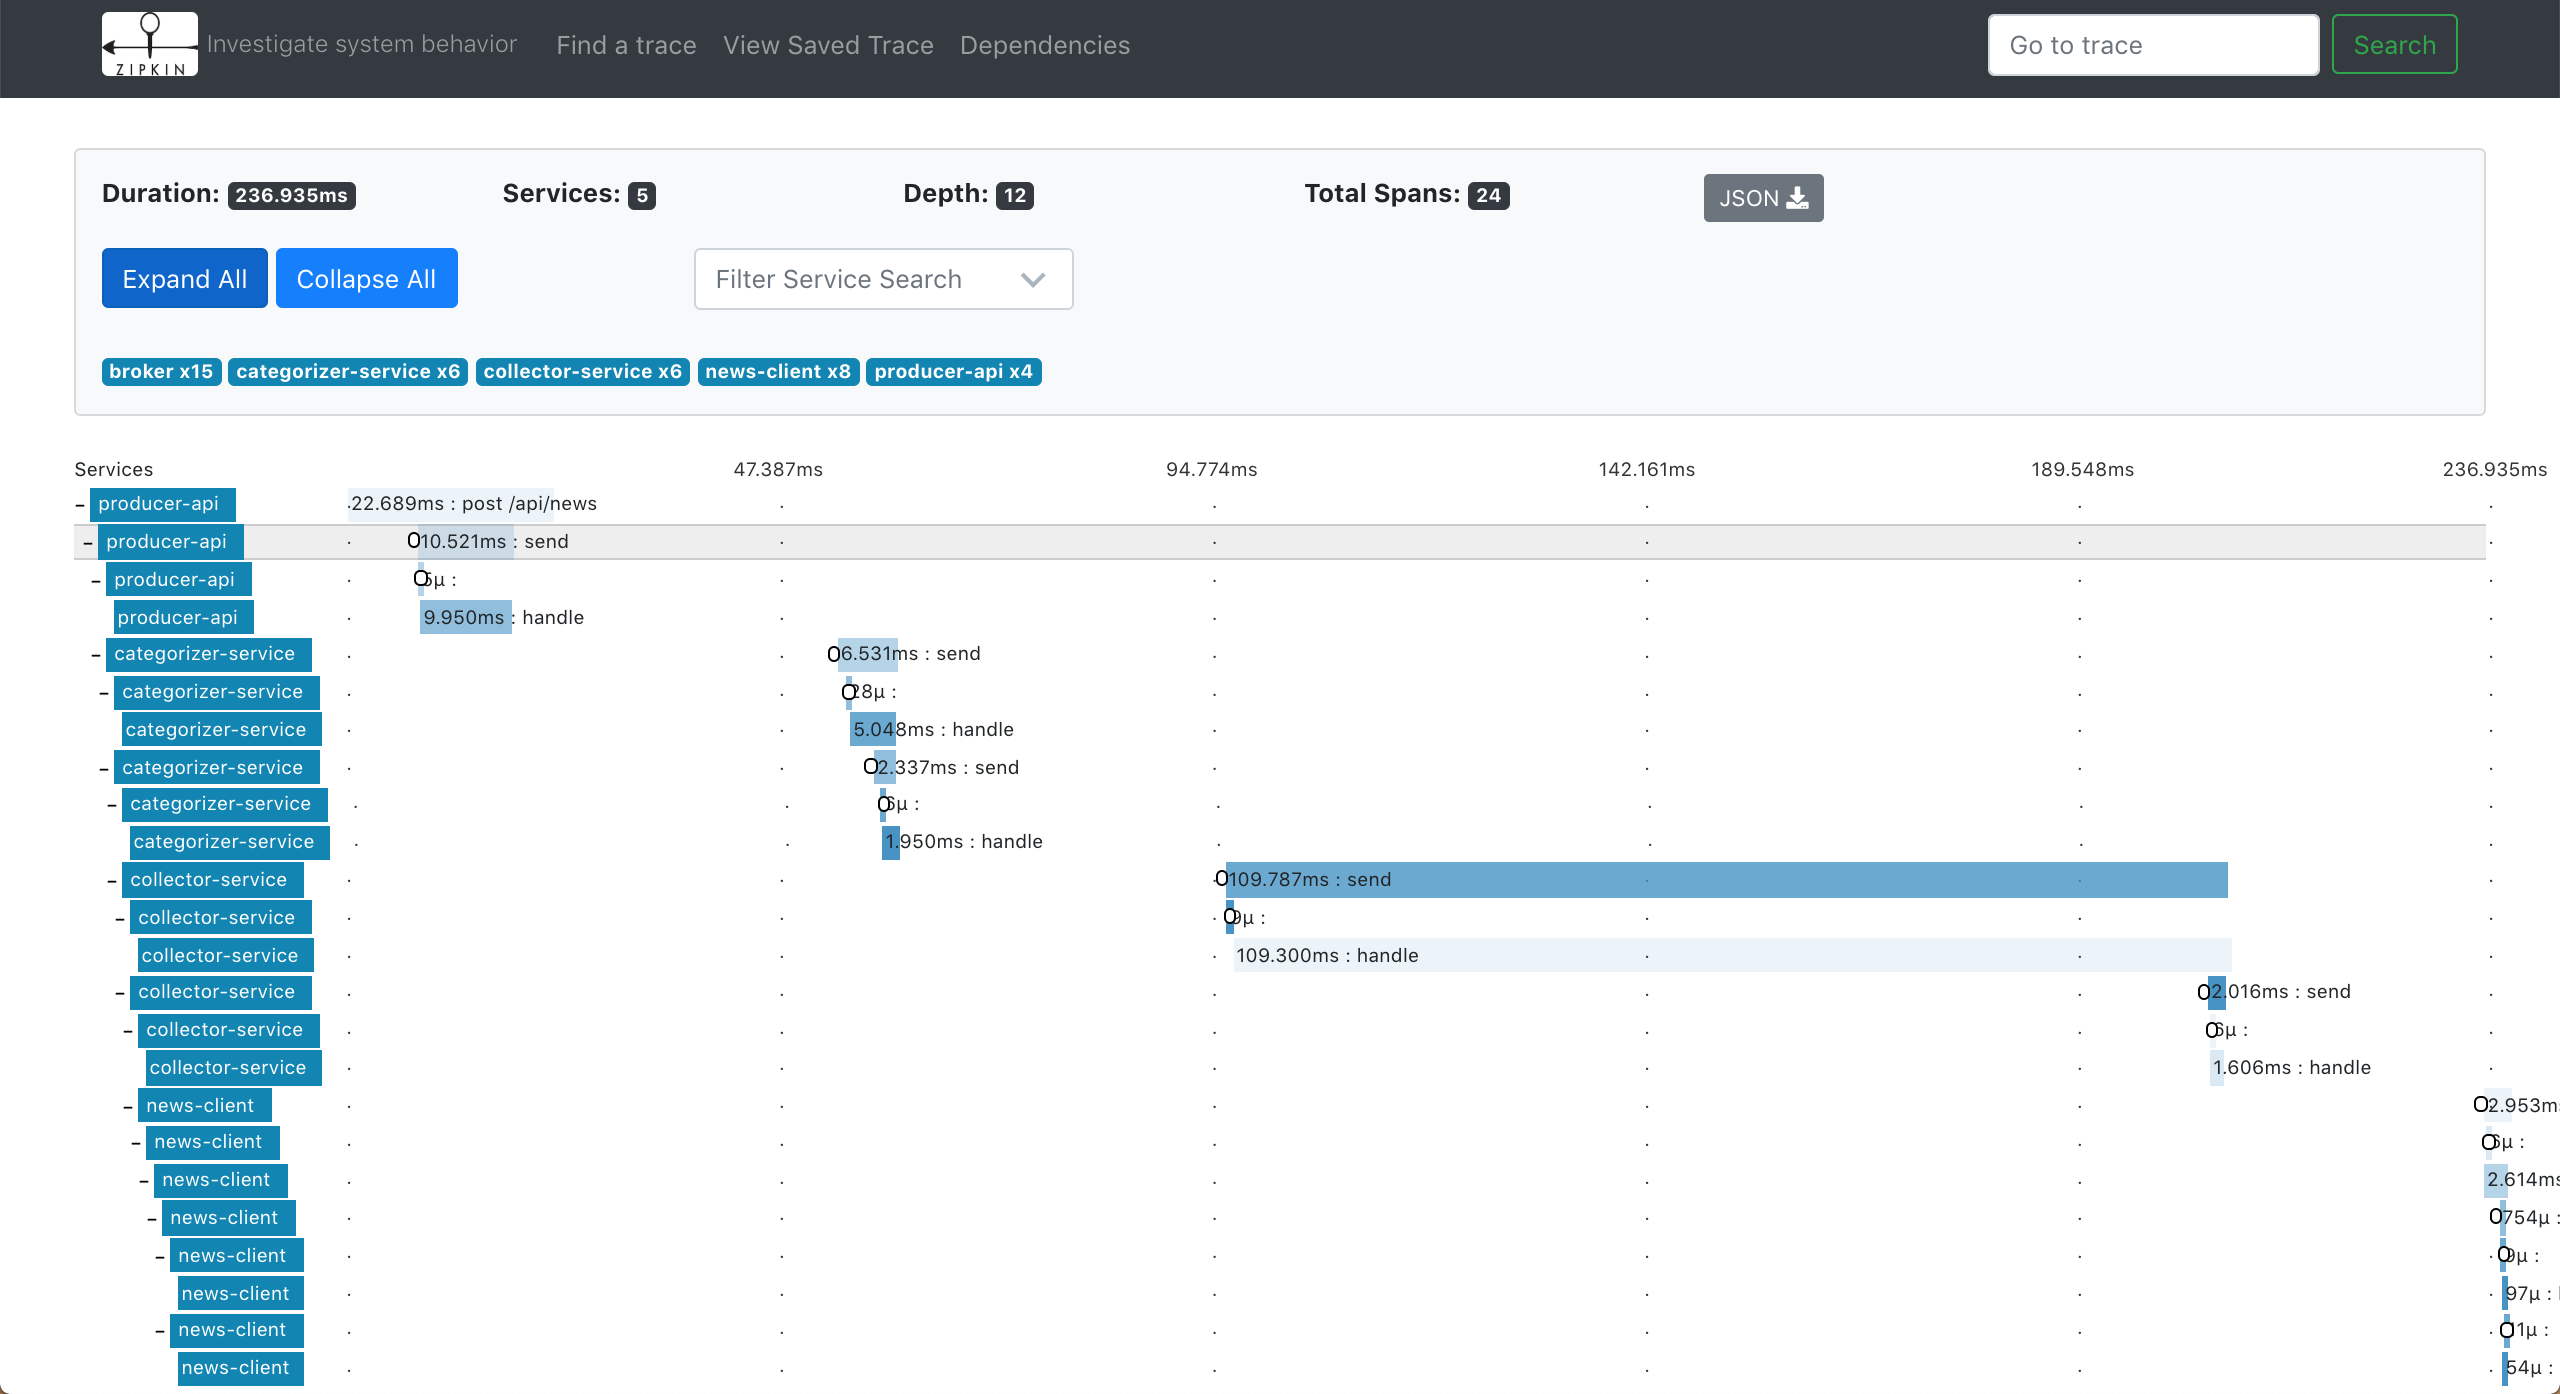 ZIPKIN Investigate system behavior Find a trace View Saved Trace Dependencies Go to trace Search
Duration: 236.935ms Services: 5 Depth: 12 Total Spans: 24 JSON
Expand All Collapse All Filter Service Search
broker x15 categorizer-service x6 collector-service x6 news-client x8 producer-api x4
Services 47.387ms 94.774ms 142.161ms 189.548ms 236.935ms
producer-api 22.689ms : post /api/news
producer-api 10.521ms : send
producer-api 5μ :
producer-api 9.950ms : handle
categorizer-service 6.531ms : send
categorizer-service 28μ :
categorizer-service 5.048ms : handle
categorizer-service 2.337ms : send
categorizer-service 6μ :
categorizer-service 1.950ms : handle
collector-service 109.787ms : send
collector-service 9μ :
collector-service 109.300ms : handle
collector-service 2.016ms : send
collector-service 6μ :
collector-service 1.606ms : handle
news-client 2.953m
news-client 6μ :
news-client 2.614ms
news-client 754μ :
news-client 9μ :
news-client 97μ :
news-client 11μ :
news-client 54μ :